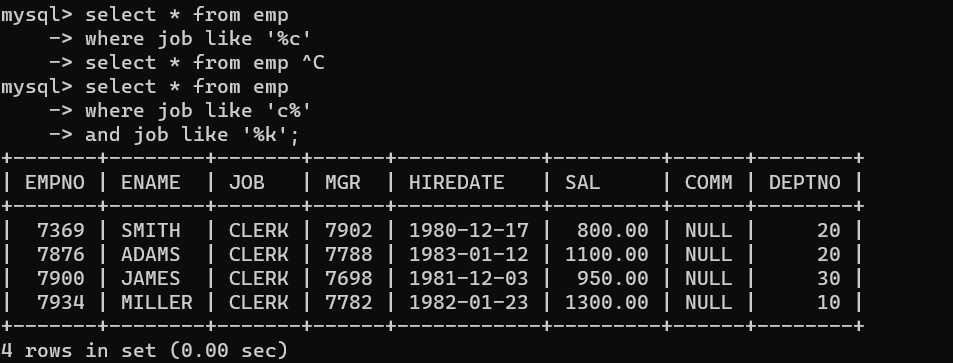 mysql> select * from emp
    -> where job like '%c'
    -> select * from emp ^C
mysql> select * from emp
    -> where job like 'c%'
    -> and job like '%k';
+-------+--------+-------+------+------------+---------+------+--------+
| EMPNO | ENAME  | JOB   | MGR  | HIREDATE   | SAL     | COMM | DEPTNO |
+-------+--------+-------+------+------------+---------+------+--------+
|  7369 | SMITH  | CLERK | 7902 | 1980-12-17 |  800.00 | NULL |     20 |
|  7876 | ADAMS  | CLERK | 7788 | 1983-01-12 | 1100.00 | NULL |     20 |
|  7900 | JAMES  | CLERK | 7698 | 1981-12-03 |  950.00 | NULL |     30 |
|  7934 | MILLER | CLERK | 7782 | 1982-01-23 | 1300.00 | NULL |     10 |
+-------+--------+-------+------+------------+---------+------+--------+
4 rows in set (0.00 sec)